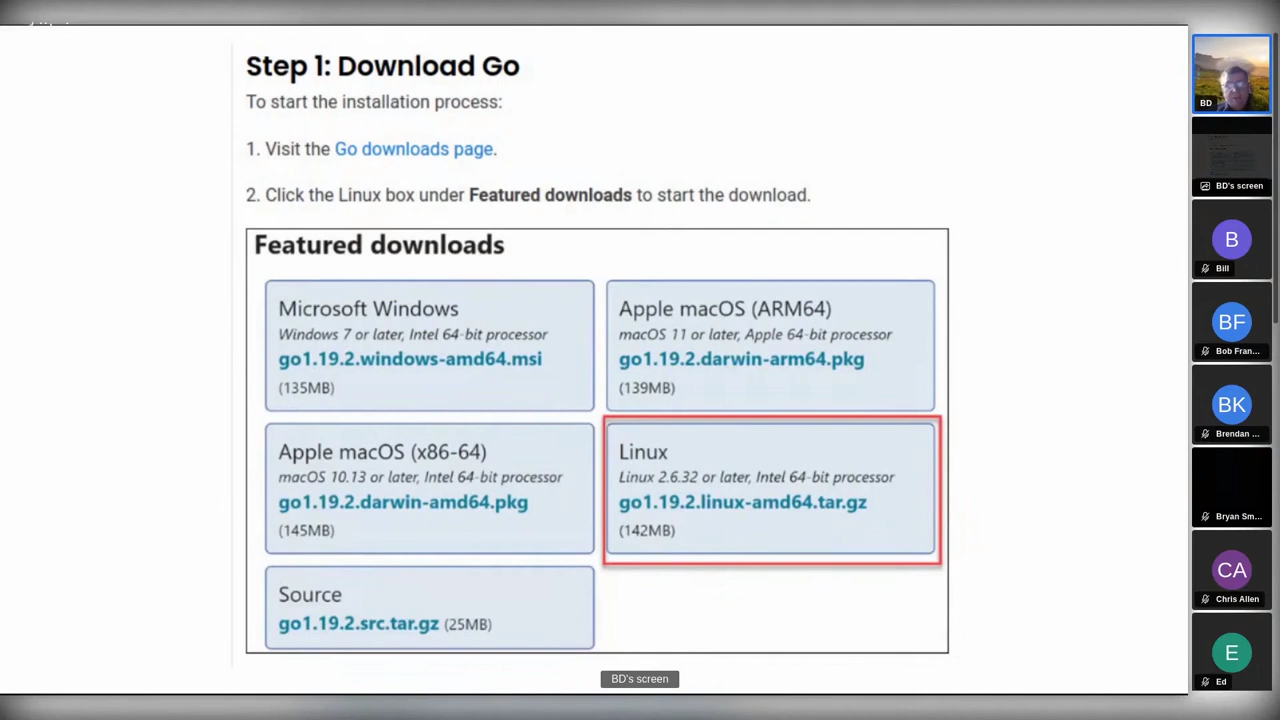 Step 1: Download Go
To start the installation process:
1. Visit the Go downloads page.
2. Click the Linux box under Featured downloads to start the download.
Featured downloads
Microsoft Windows
Windows 7 or later, Intel 64-bit processor
go1.19.2.windows-amd64.msi
(135MB)
Apple macOS (ARM64)
macOS 11 or later, Apple 64-bit processor
go1.19.2.darwin-arm64.pkg
(139MB)
Apple macOS (x86-64)
macOS 10.13 or later, Intel 64-bit processor
go1.19.2.darwin-amd64.pkg
(145MB)
Linux
Linux 2.6.32 or later, Intel 64-bit processor
go1.19.2.linux-amd64.tar.gz
(142MB)
Source
go1.19.2.src.tar.gz (25MB)
BD's screen
BD
BD's screen
B
Bill
BF
Bob Fran...
BK
Brendan ...
Bryan Sm...
CA
Chris Allen
E
Ed